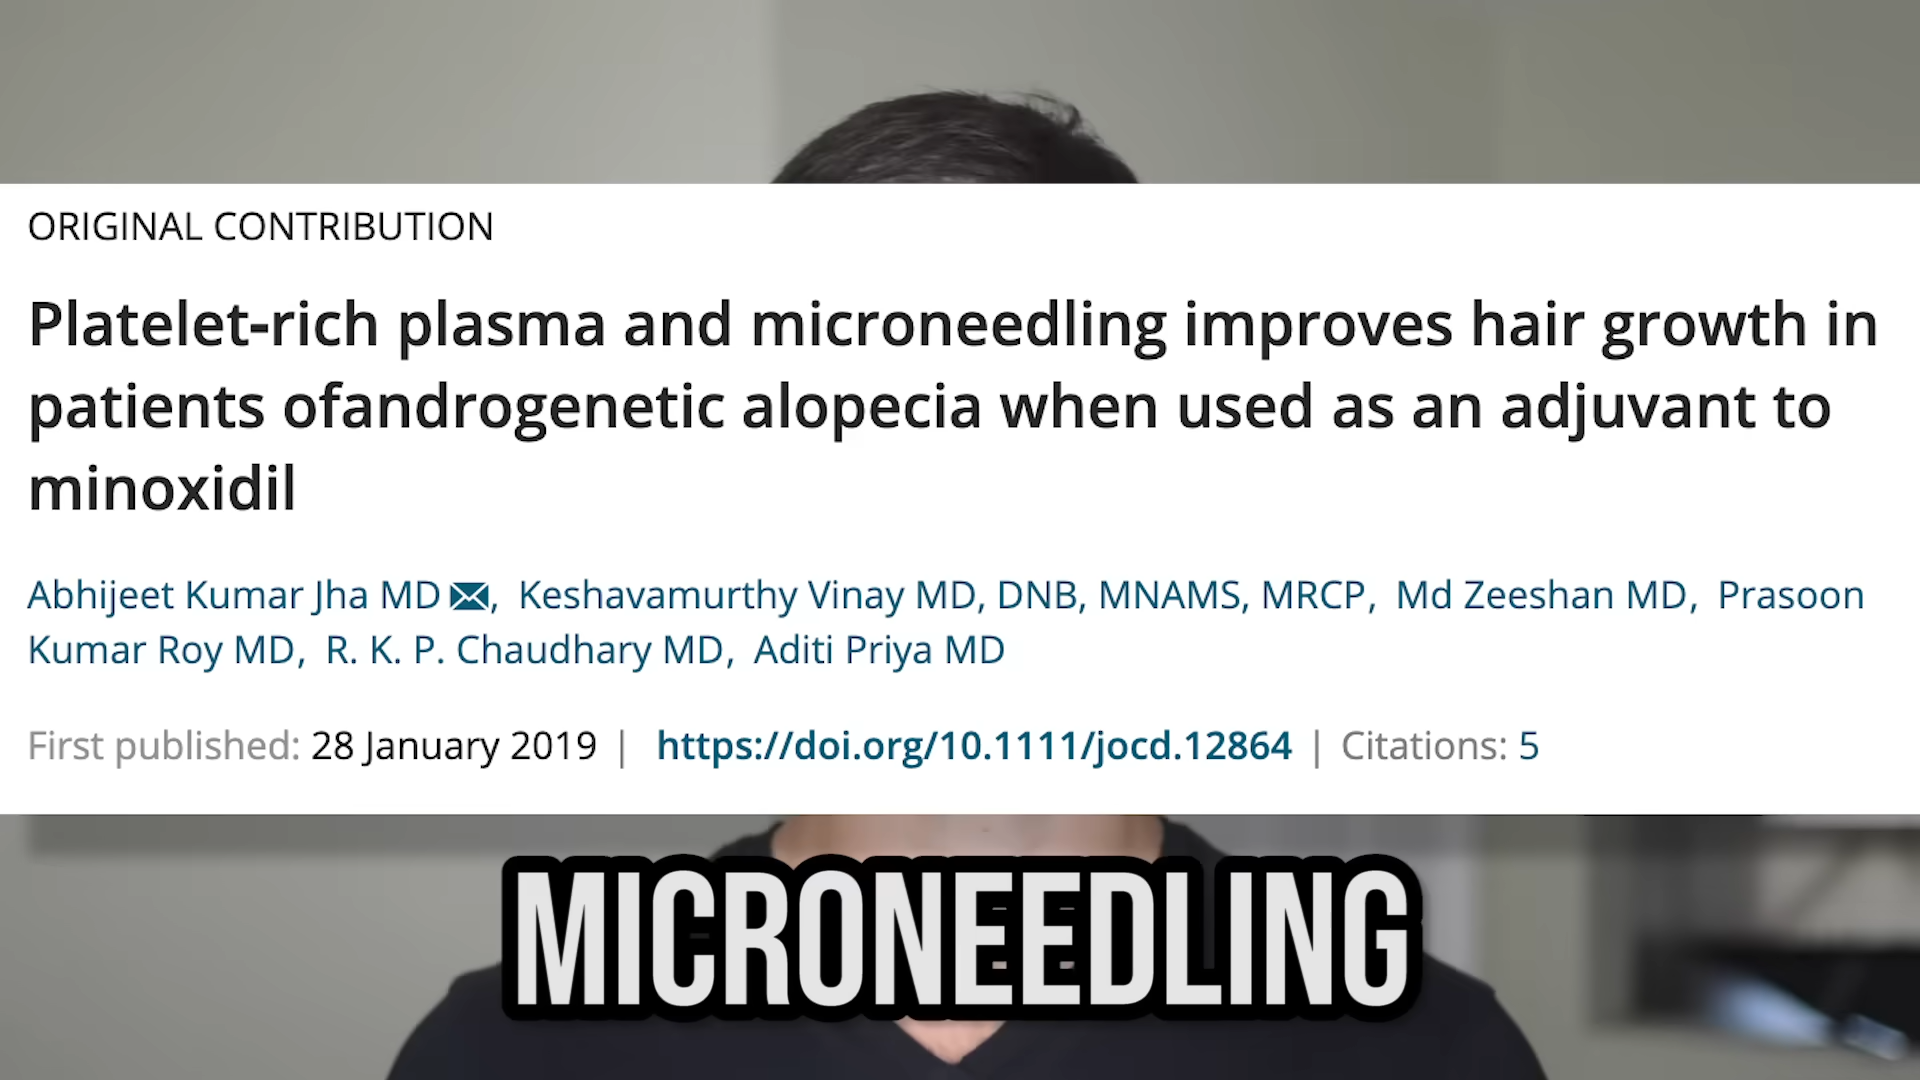 ORIGINAL CONTRIBUTION
Platelet-rich plasma and microneedling improves hair growth in
patients ofandrogenetic alopecia when used as an adjuvant to
minoxidil
Abhijeet Kumar Jha MD, Keshavamurthy Vinay MD, DNB, MNAMS, MRCP, Md Zeeshan MD, Prasoon
Kumar Roy MD, R. K. P. Chaudhary MD, Aditi Priya MD
First published: 28 January 2019 | https://doi.org/10.1111/jocd.12864 | Citations: 5
MICRONEEDLING